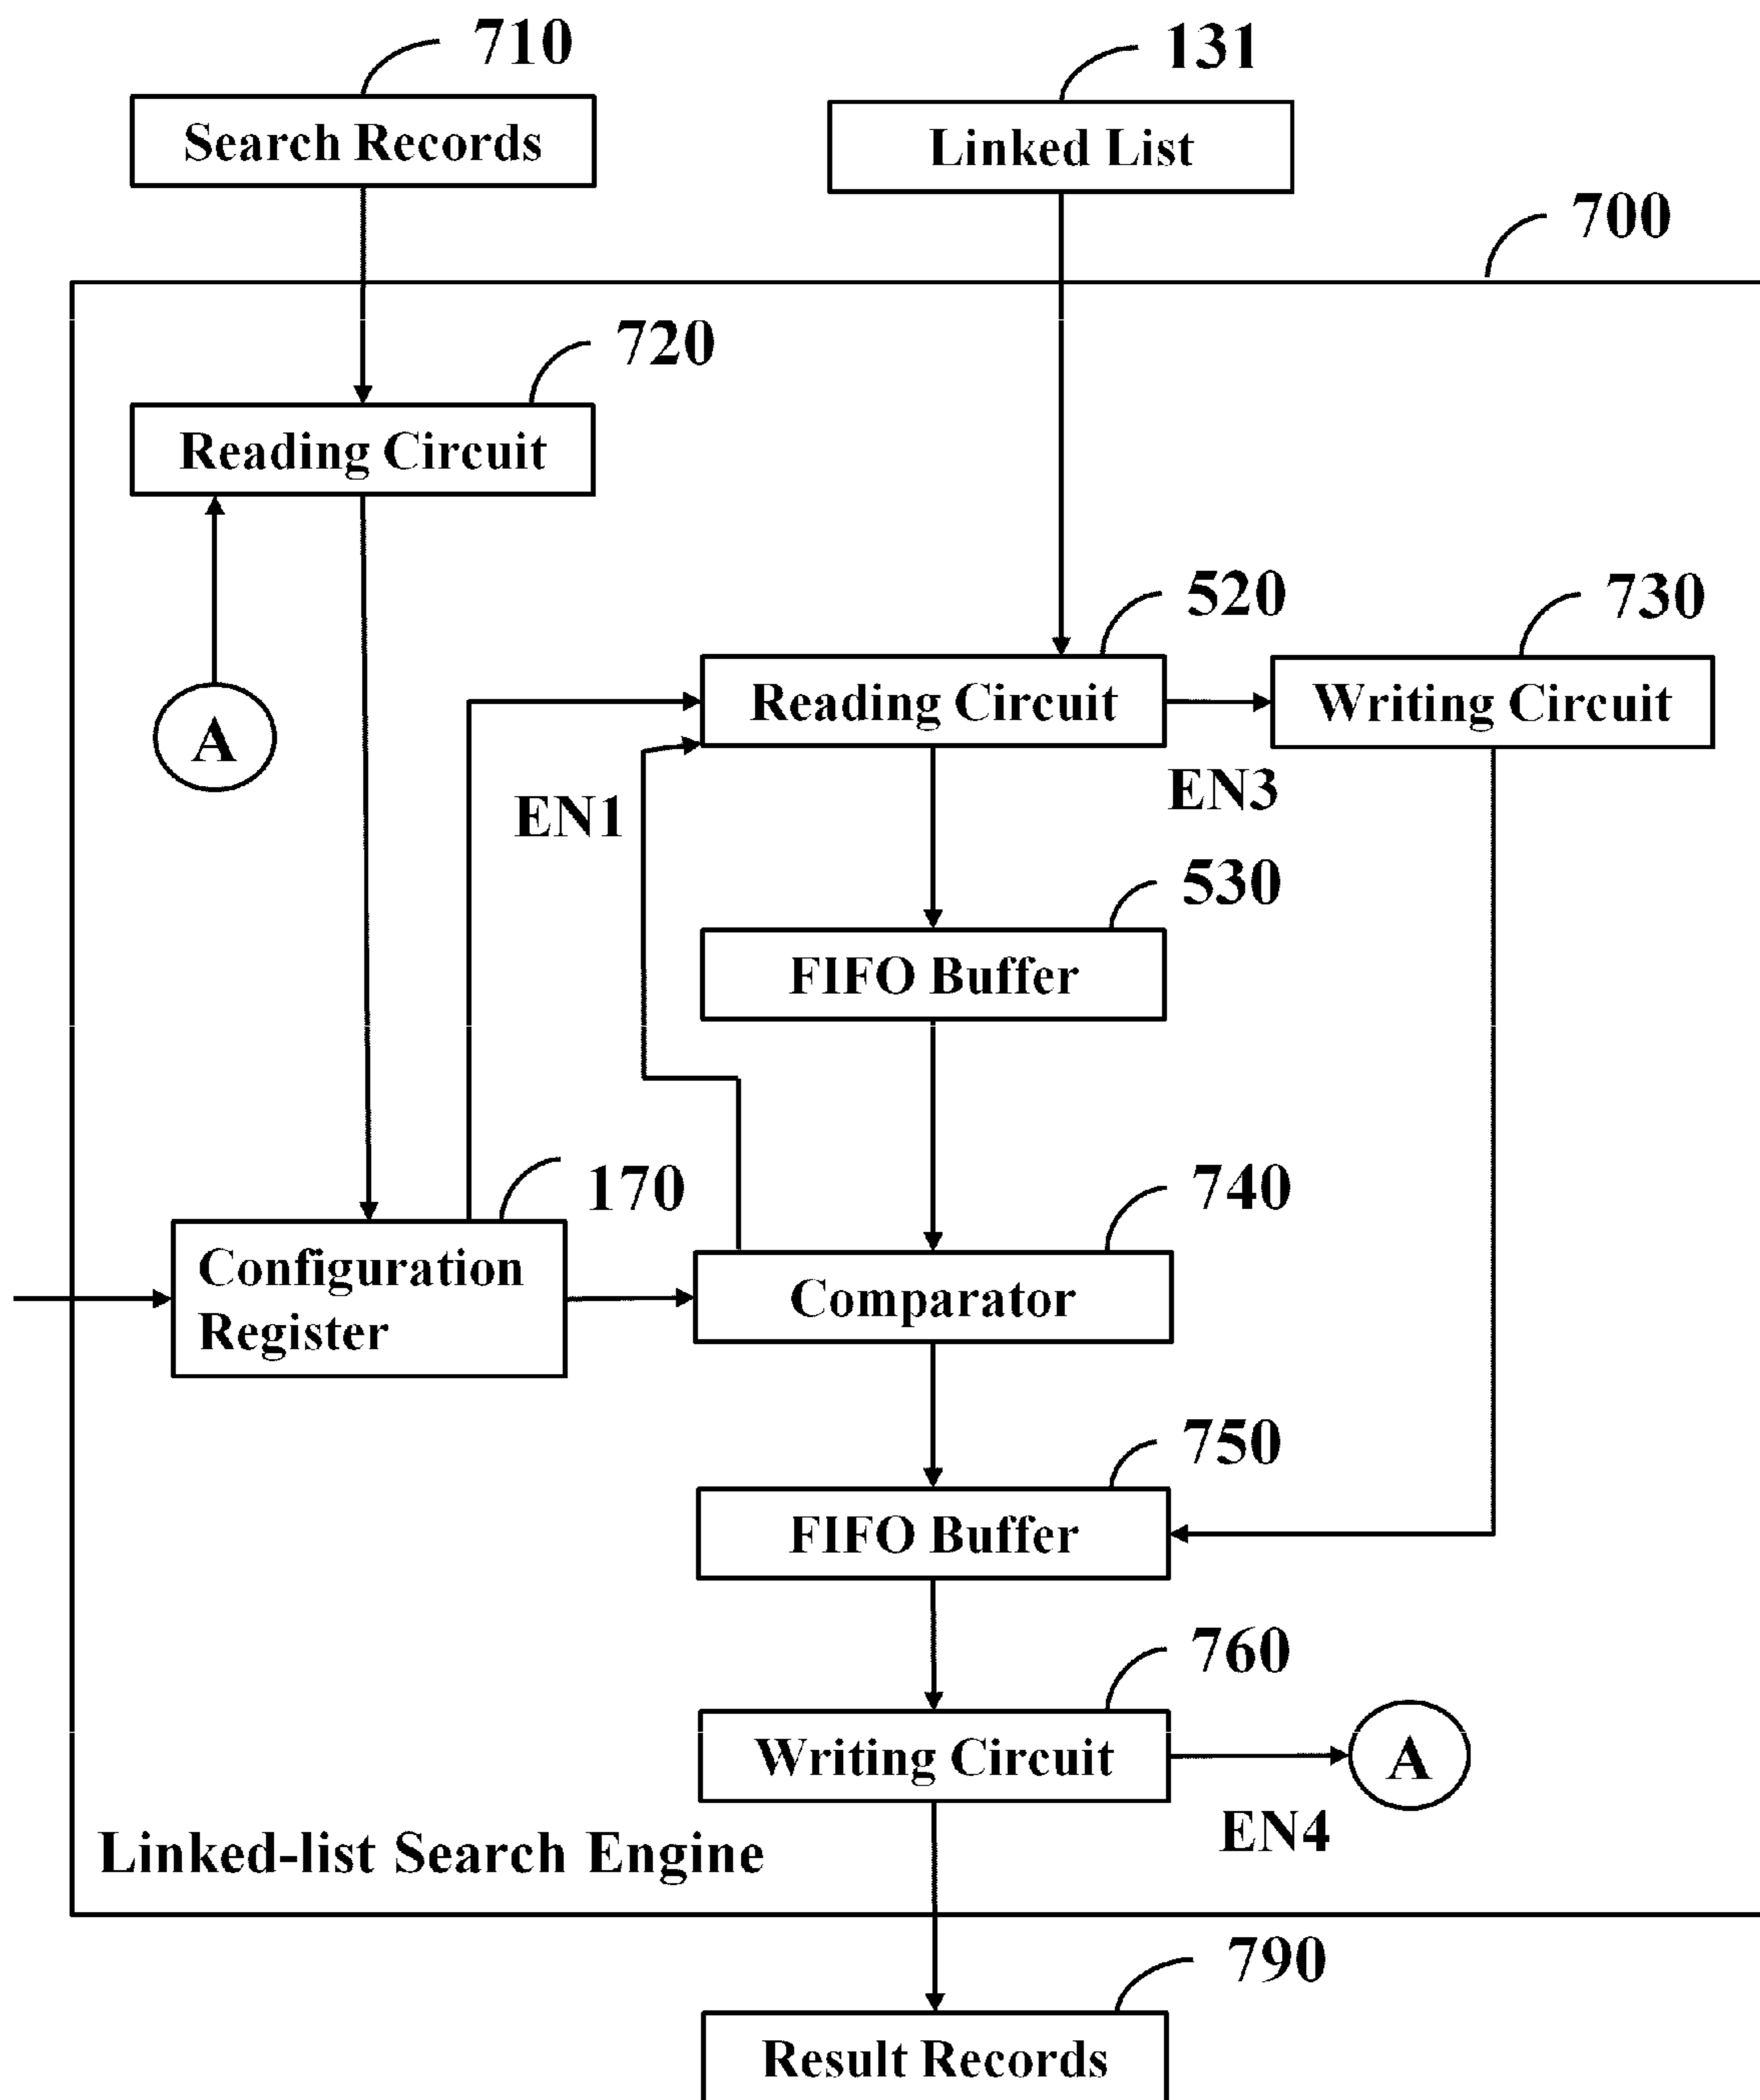 710
131
Search Records
Linked List
700
720
Reading Circuit
520
730
Reading Circuit
Writing Circuit
A
EN1
EN3
530
FIFO Buffer
170
740
Configuration
Register
Comparator
750
FIFO Buffer
760
Writing Circuit
A
EN4
Linked-list Search Engine
790
Result Records